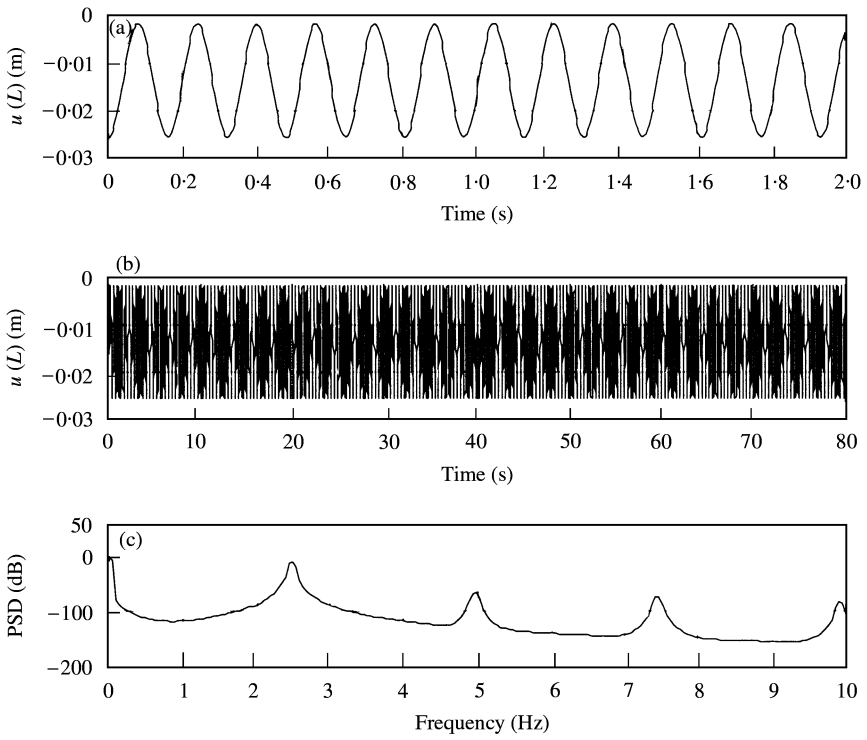 (a)
0
−0·01
−0·02
−0·03
u (L) (m)
0 0·2 0·4 0·6 0·8 1·0 1·2 1·4 1·6 1·8 2·0
Time (s)
(b)
0
−0·01
−0·02
−0·03
u (L) (m)
0 10 20 30 40 50 60 70 80
Time (s)
(c)
50
0
−100
−200
PSD (dB)
0 1 2 3 4 5 6 7 8 9 10
Frequency (Hz)